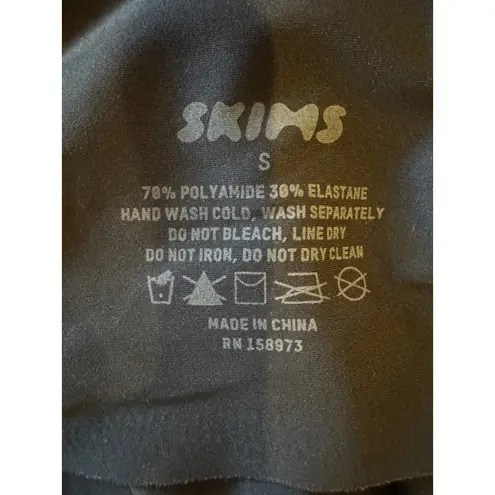 SKIMS
S
70% POLYAMIDE 30% ELASTANE
HAND WASH COLD, WASH SEPARATELY
DO NOT BLEACH, LINE DRY
DO NOT IRON, DO NOT DRY CLEAN
MADE IN CHINA
RN 158973